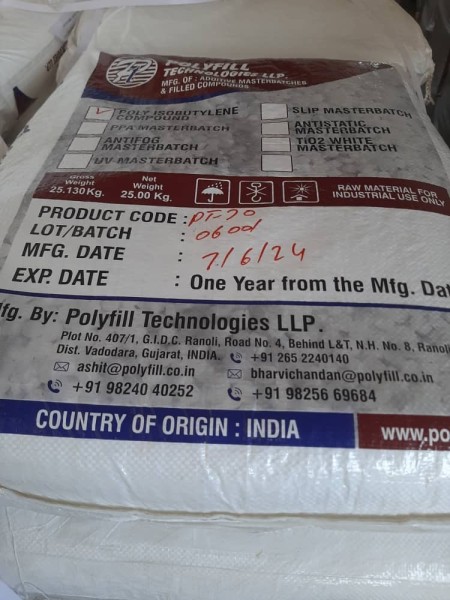 POLYFILL
TECHNOLOGIES LLP.
MFG. OF : ADDITIVE MASTERBATCHES
& FILLED COMPOUNDS
POLY ISOBUTYLENE
COMPOUND
PPA MASTERBATCH
ANTIFOG
MASTERBATCH
UV MASTERBATCH
SLIP MASTERBATCH
ANTISTATIC
MASTERBATCH
TiO2 WHITE
MASTERBATCH
Gross
Weight
25.130Kg.
Net
Weight
25.00 Kg.
RAW MATERIAL FOR
INDUSTRIAL USE ONLY
PRODUCT CODE : PT-70
LOT/BATCH :
MFG. DATE : 7/6/24
EXP. DATE : One Year from the Mfg. Dat
fg. By: Polyfill Technologies LLP.
Plot No. 407/1, G.I.D.C. Ranoli, Road No. 4, Behind L&T, N.H. No. 8, Ranoli
Dist. Vadodara, Gujarat, INDIA. +91 265 2240140
ashit@polyfill.co.in bharvichandan@polyfill.co.in
+91 98240 40252 +91 98256 69684
COUNTRY OF ORIGIN : INDIA
www.po